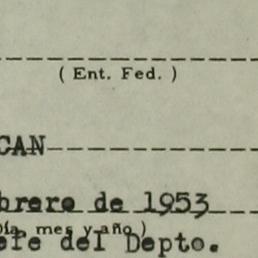 ( Ent. Fed. )
CAN
brero de 1953
Día, mes y año )
efe del Depto.